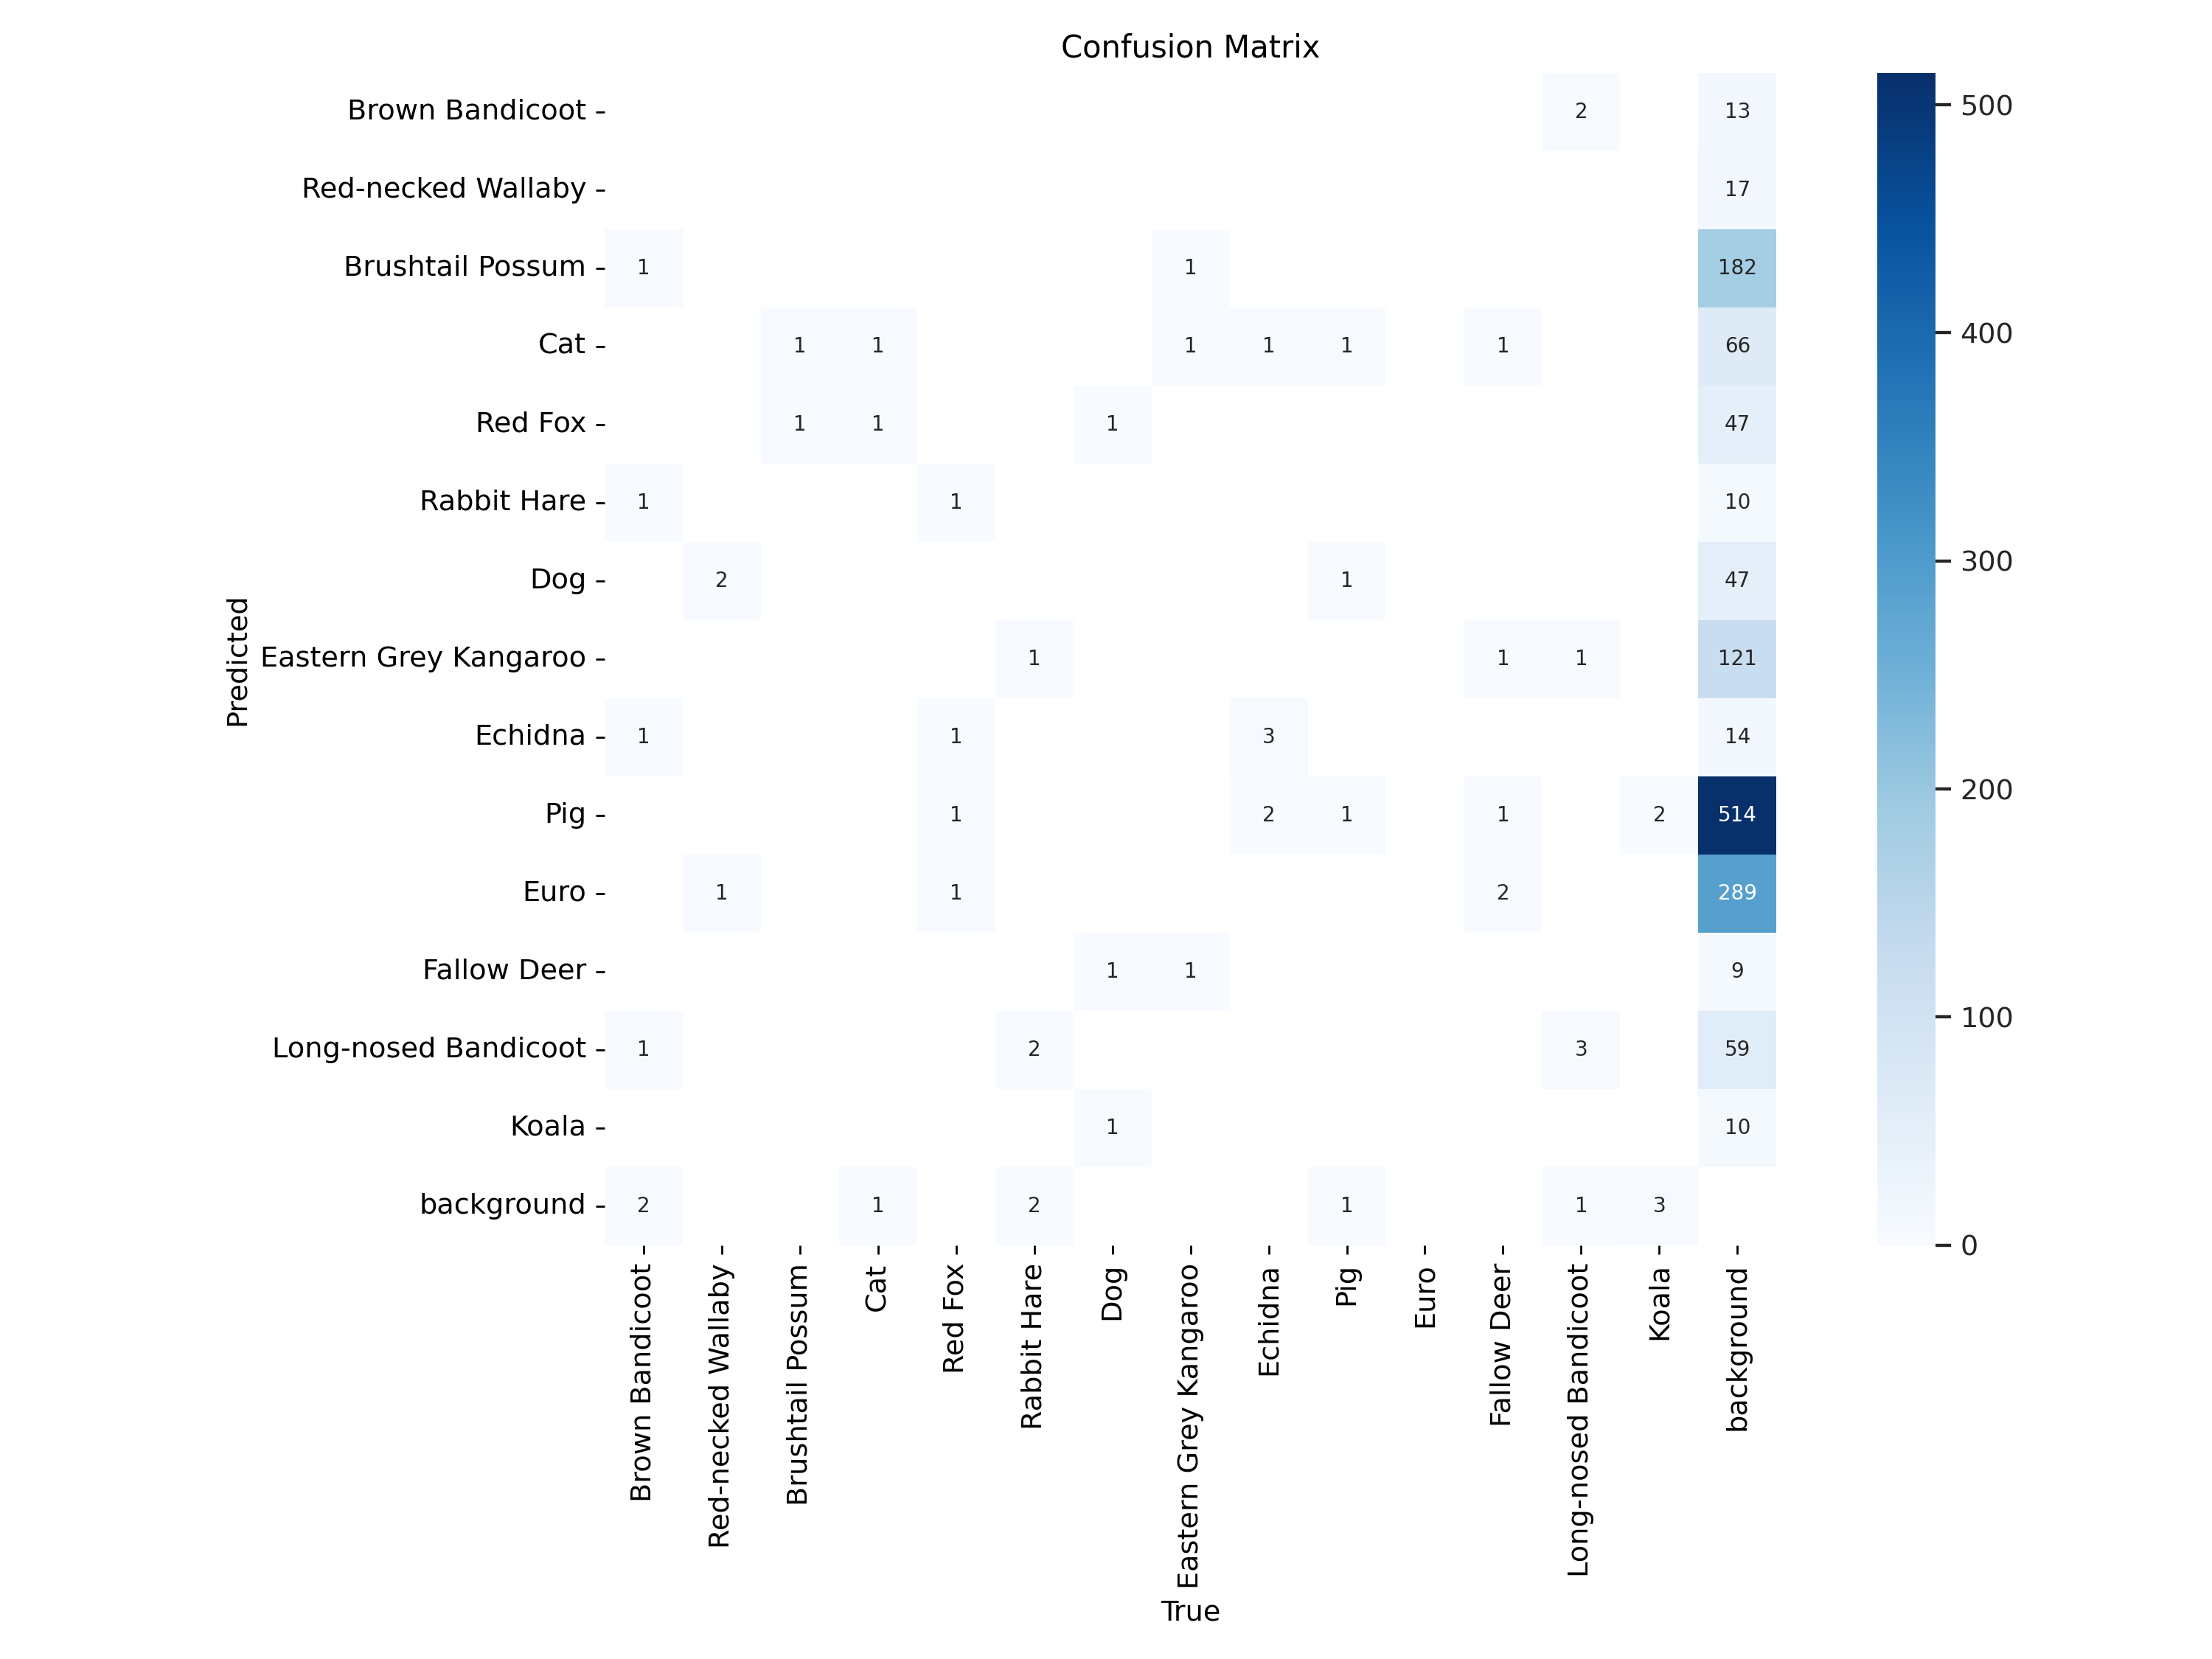 Confusion Matrix
Brown Bandicoot 2 13
Red-necked Wallaby 17
Brushtail Possum 1 1 182
Cat 1 1 1 1 1 1 66
Red Fox 1 1 1 47
Rabbit Hare 1 1 10
Dog 2 1 47
Eastern Grey Kangaroo 1 1 1 121
Echidna 1 1 3 14
Pig 1 2 1 1 2 514
Euro 1 1 2 289
Fallow Deer 1 1 9
Long-nosed Bandicoot 1 2 3 59
Koala 1 10
background 2 1 2 1 1 3
Predicted
Brown Bandicoot
Red-necked Wallaby
Brushtail Possum
Cat
Red Fox
Rabbit Hare
Dog
Eastern Grey Kangaroo
Echidna
Pig
Euro
Fallow Deer
Long-nosed Bandicoot
Koala
background
True
500
400
300
200
100
0